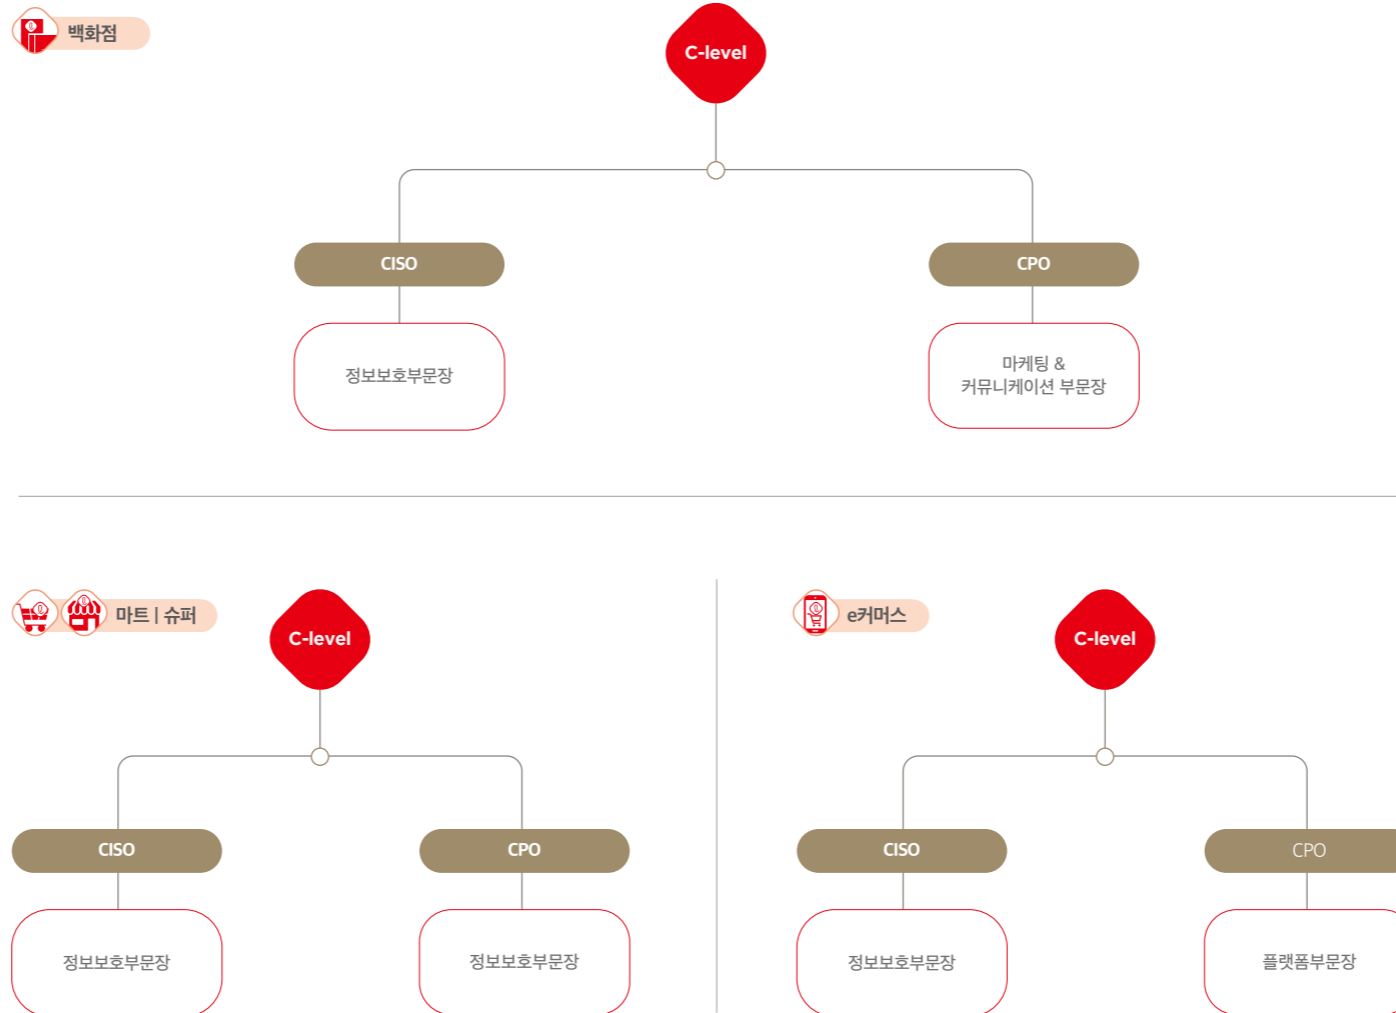 백화점
C-level
CISO
CPO
정보보호부문장
마케팅 &
커뮤니케이션 부문장
마트 | 슈퍼
C-level
CISO
CPO
정보보호부문장
정보보호부문장
e커머스
C-level
CISO
CPO
정보보호부문장
플랫폼부문장